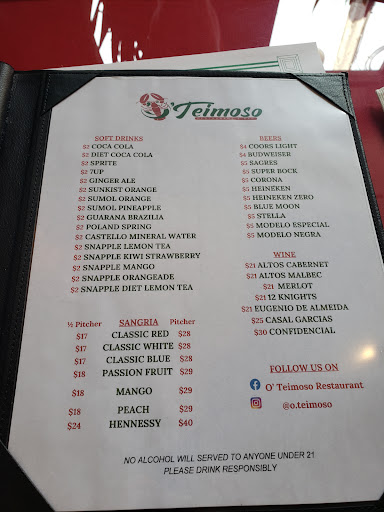 O'Teimoso
SOFT DRINKS
$2 COCA COLA
$2 DIET COCA COLA
$2 SPRITE
$2 7UP
$2 GINGER ALE
$2 SUNKIST ORANGE
$2 SUMOL ORANGE
$2 SUMOL PINEAPPLE
$2 GUARANA BRAZILIA
$2 POLAND SPRING
$2 CASTELLO MINERAL WATER
$2 SNAPPLE LEMON TEA
$2 SNAPPLE KIWI STRAWBERRY
$2 SNAPPLE MANGO
$2 SNAPPLE ORANGEADE
$2 SNAPPLE DIET LEMON TEA
BEERS
$4 COORS LIGHT
$4 BUDWEISER
$5 SAGRES
$5 SUPER BOCK
$5 CORONA
$5 HEINEKEN
$5 HEINEKEN ZERO
$5 BLUE MOON
$5 STELLA
$5 MODELO ESPECIAL
$5 MODELO NEGRA
WINE
$21 ALTOS CABERNET
$21 ALTOS MALBEC
$21 MERLOT
$21 12 KNIGHTS
$21 EUGENIO DE ALMEIDA
$25 CASAL GARCIAS
$30 CONFIDENCIAL
½ Pitcher SANGRIA Pitcher
$17 CLASSIC RED $28
$17 CLASSIC WHITE $28
$17 CLASSIC BLUE $28
$18 PASSION FRUIT $29
$18 MANGO $29
$18 PEACH $29
$24 HENNESSY $40
FOLLOW US ON
O' Teimoso Restaurant
@o.teimoso
NO ALCOHOL WILL SERVED TO ANYONE UNDER 21
PLEASE DRINK RESPONSIBLY